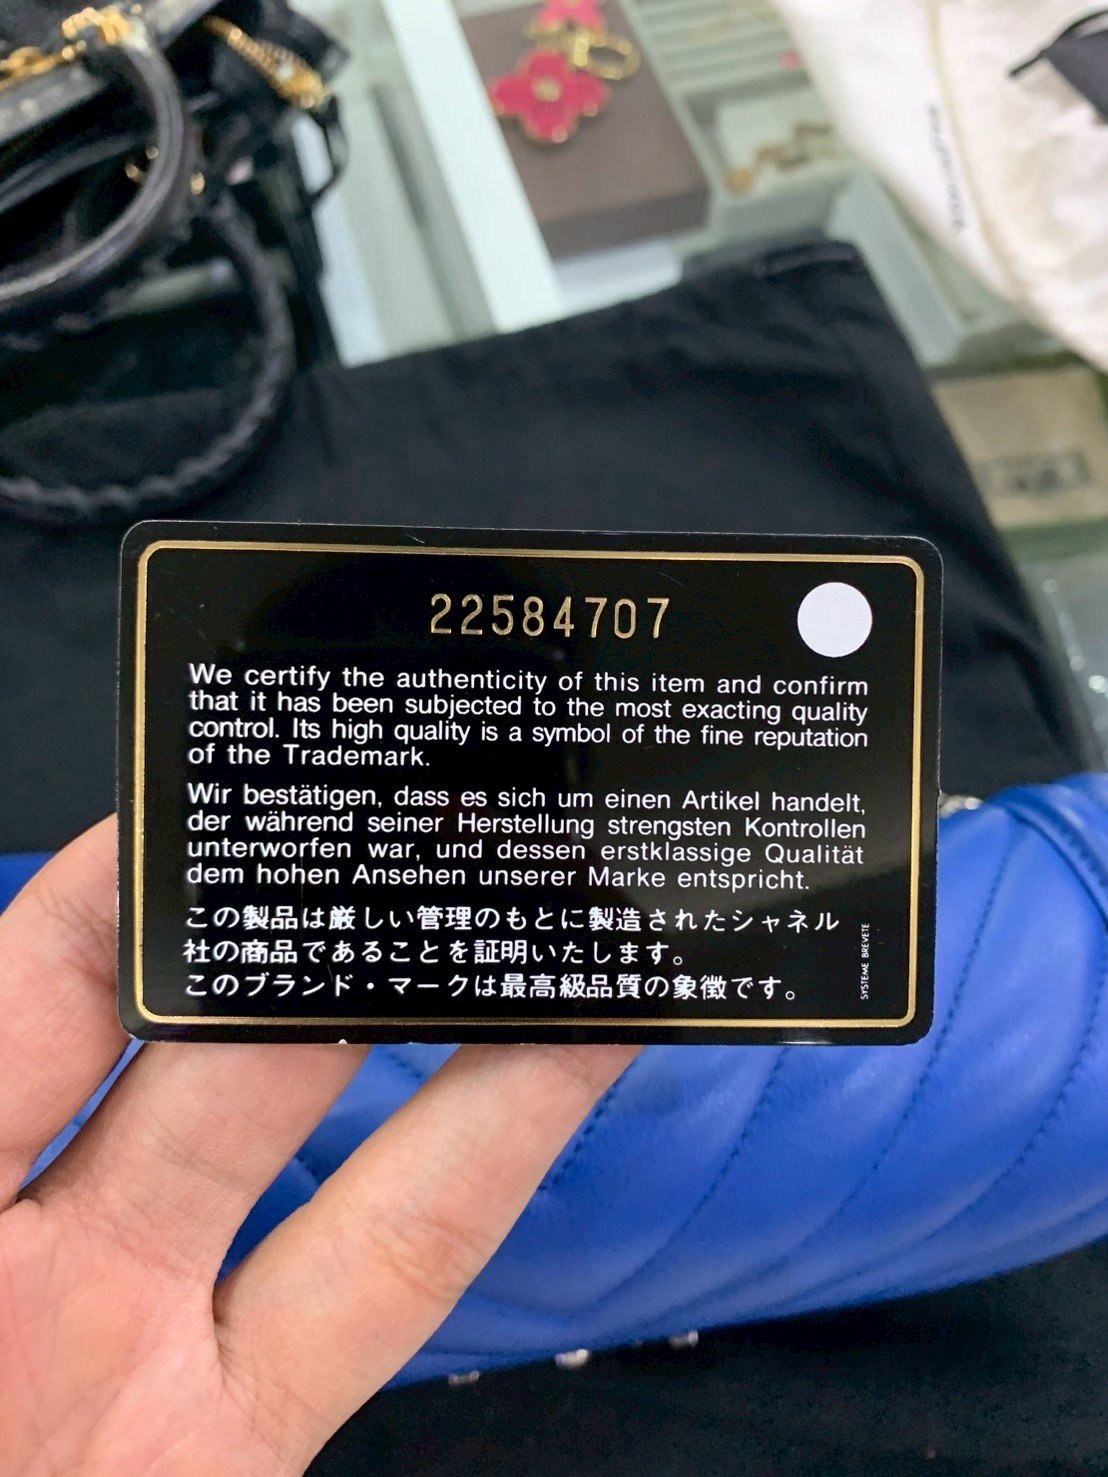 22584707
We certify the authenticity of this item and confirm
that it has been subjected to the most exacting quality
control. Its high quality is a symbol of the fine reputation
of the Trademark.
Wir bestätigen, dass es sich um einen Artikel handelt,
der während seiner Herstellung strengsten Kontrollen
unterworfen war, und dessen erstklassige Qualität
dem hohen Ansehen unserer Marke entspricht.
この製品は厳しい管理のもとに製造されたシャネル
社の商品であることを証明いたします。
このブランド・マークは最高級品質の象徴です。
SYSTEME BREVETE